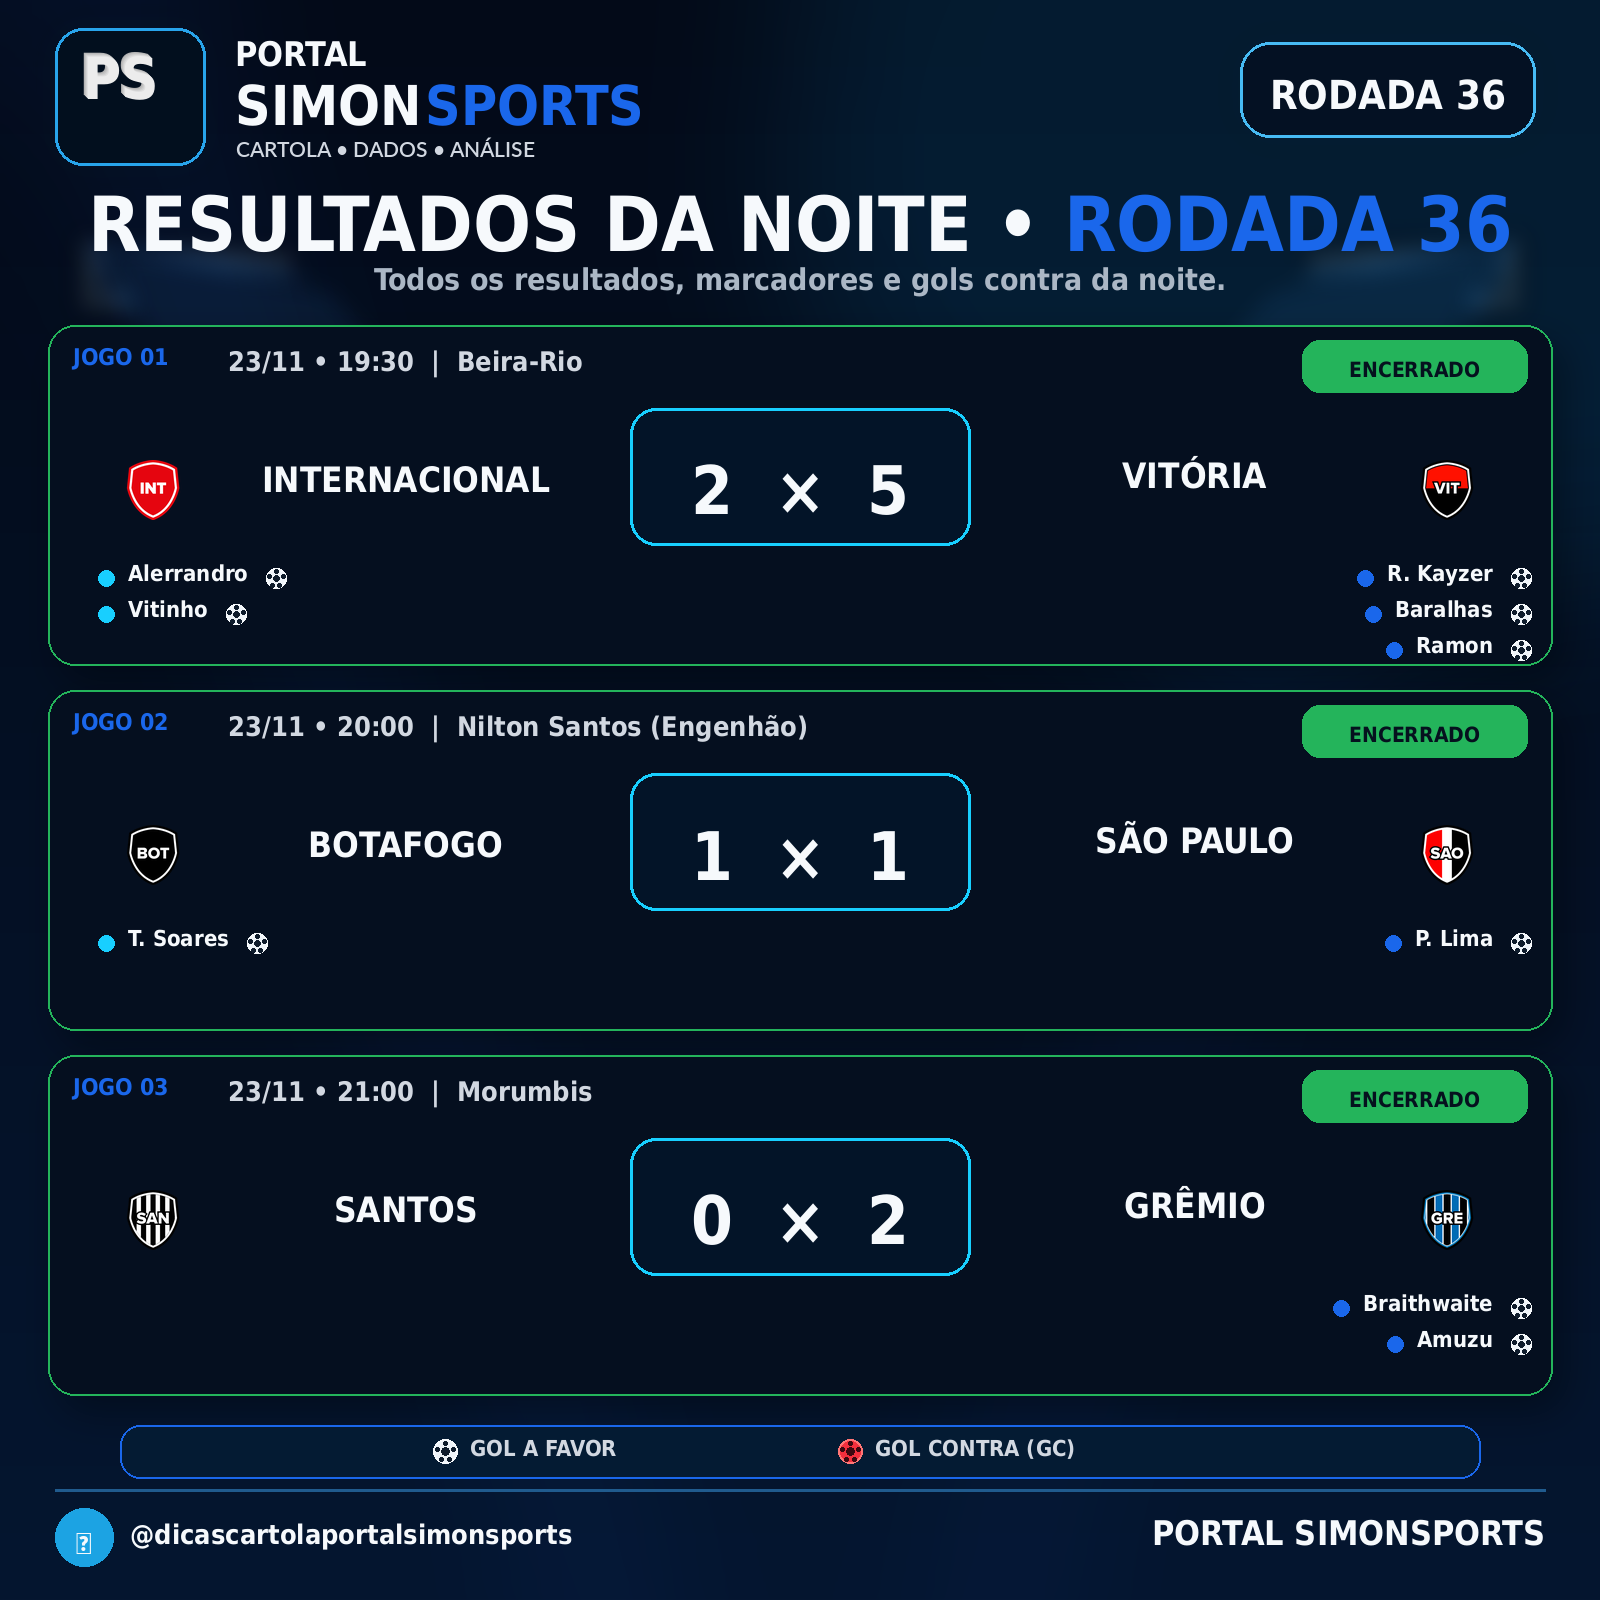 PS
PORTAL
SIMONSPORTS
CARTOLA • DADOS • ANÁLISE
RODADA 36
RESULTADOS DA NOITE • RODADA 36
Todos os resultados, marcadores e gols contra da noite.
JOGO 01
23/11 • 19:30 | Beira-Rio
ENCERRADO
INT
INTERNACIONAL
2 × 5
VITÓRIA
VIT
Alerrandro
Vitinho
R. Kayzer
Baralhas
Ramon
JOGO 02
23/11 • 20:00 | Nilton Santos (Engenhão)
ENCERRADO
BOT
BOTAFOGO
1 × 1
SÃO PAULO
SAO
T. Soares
P. Lima
JOGO 03
23/11 • 21:00 | Morumbis
ENCERRADO
SAN
SANTOS
0 × 2
GRÊMIO
GRE
Braithwaite
Amuzu
GOL A FAVOR
GOL CONTRA (GC)
@dicascartolaportalsimonsports
PORTAL SIMONSPORTS